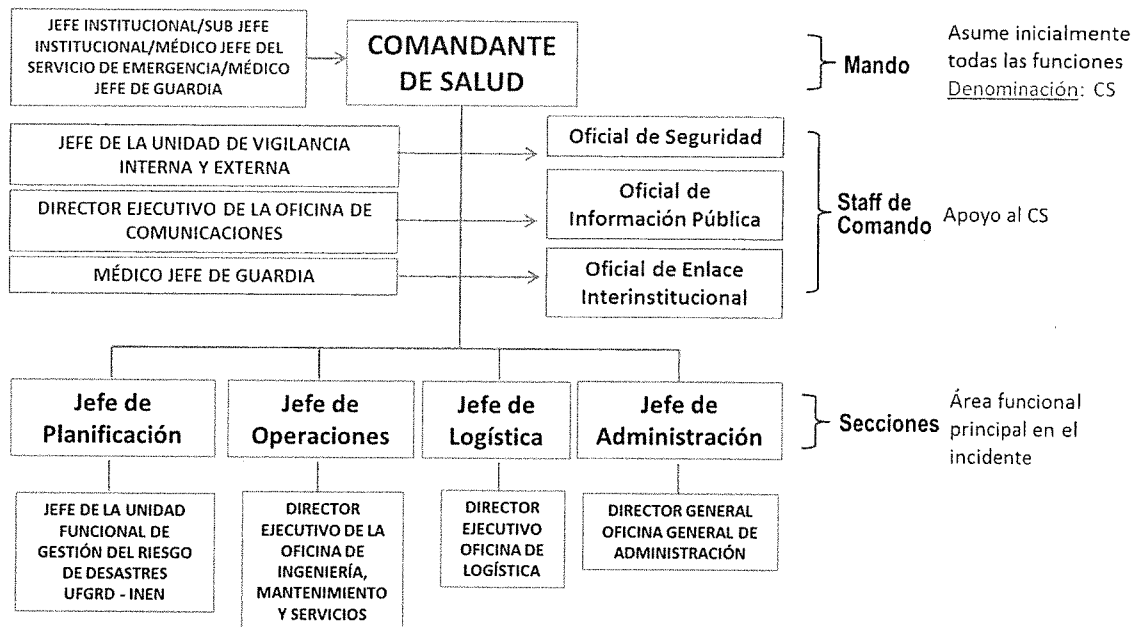 JEFE INSTITUCIONAL/SUB JEFE
INSTITUCIONAL/MÉDICO JEFE DEL
SERVICIO DE EMERGENCIA/MÉDICO
JEFE DE GUARDIA
COMANDANTE
DE SALUD
Mando
Asume inicialmente
todas las funciones
Denominación: CS
JEFE DE LA UNIDAD DE VIGILANCIA
INTERNA Y EXTERNA
Oficial de Seguridad
DIRECTOR EJECUTIVO DE LA OFICINA DE
COMUNICACIONES
Oficial de
Información Pública
MÉDICO JEFE DE GUARDIA
Oficial de Enlace
Interinstitucional
Staff de
Comando
Apoyo al CS
Jefe de
Planificación
Jefe de
Operaciones
Jefe de
Logística
Jefe de
Administración
Secciones
Área funcional
principal en el
incidente
JEFE DE LA UNIDAD
FUNCIONAL DE
GESTIÓN DEL RIESGO
DE DESASTRES
UFGRD - INEN
DIRECTOR
EJECUTIVO DE LA
OFICINA DE
INGENIERÍA,
MANTENIMIENTO
Y SERVICIOS
DIRECTOR
EJECUTIVO
OFICINA DE
LOGÍSTICA
DIRECTOR GENERAL
OFICINA GENERAL DE
ADMINISTRACIÓN